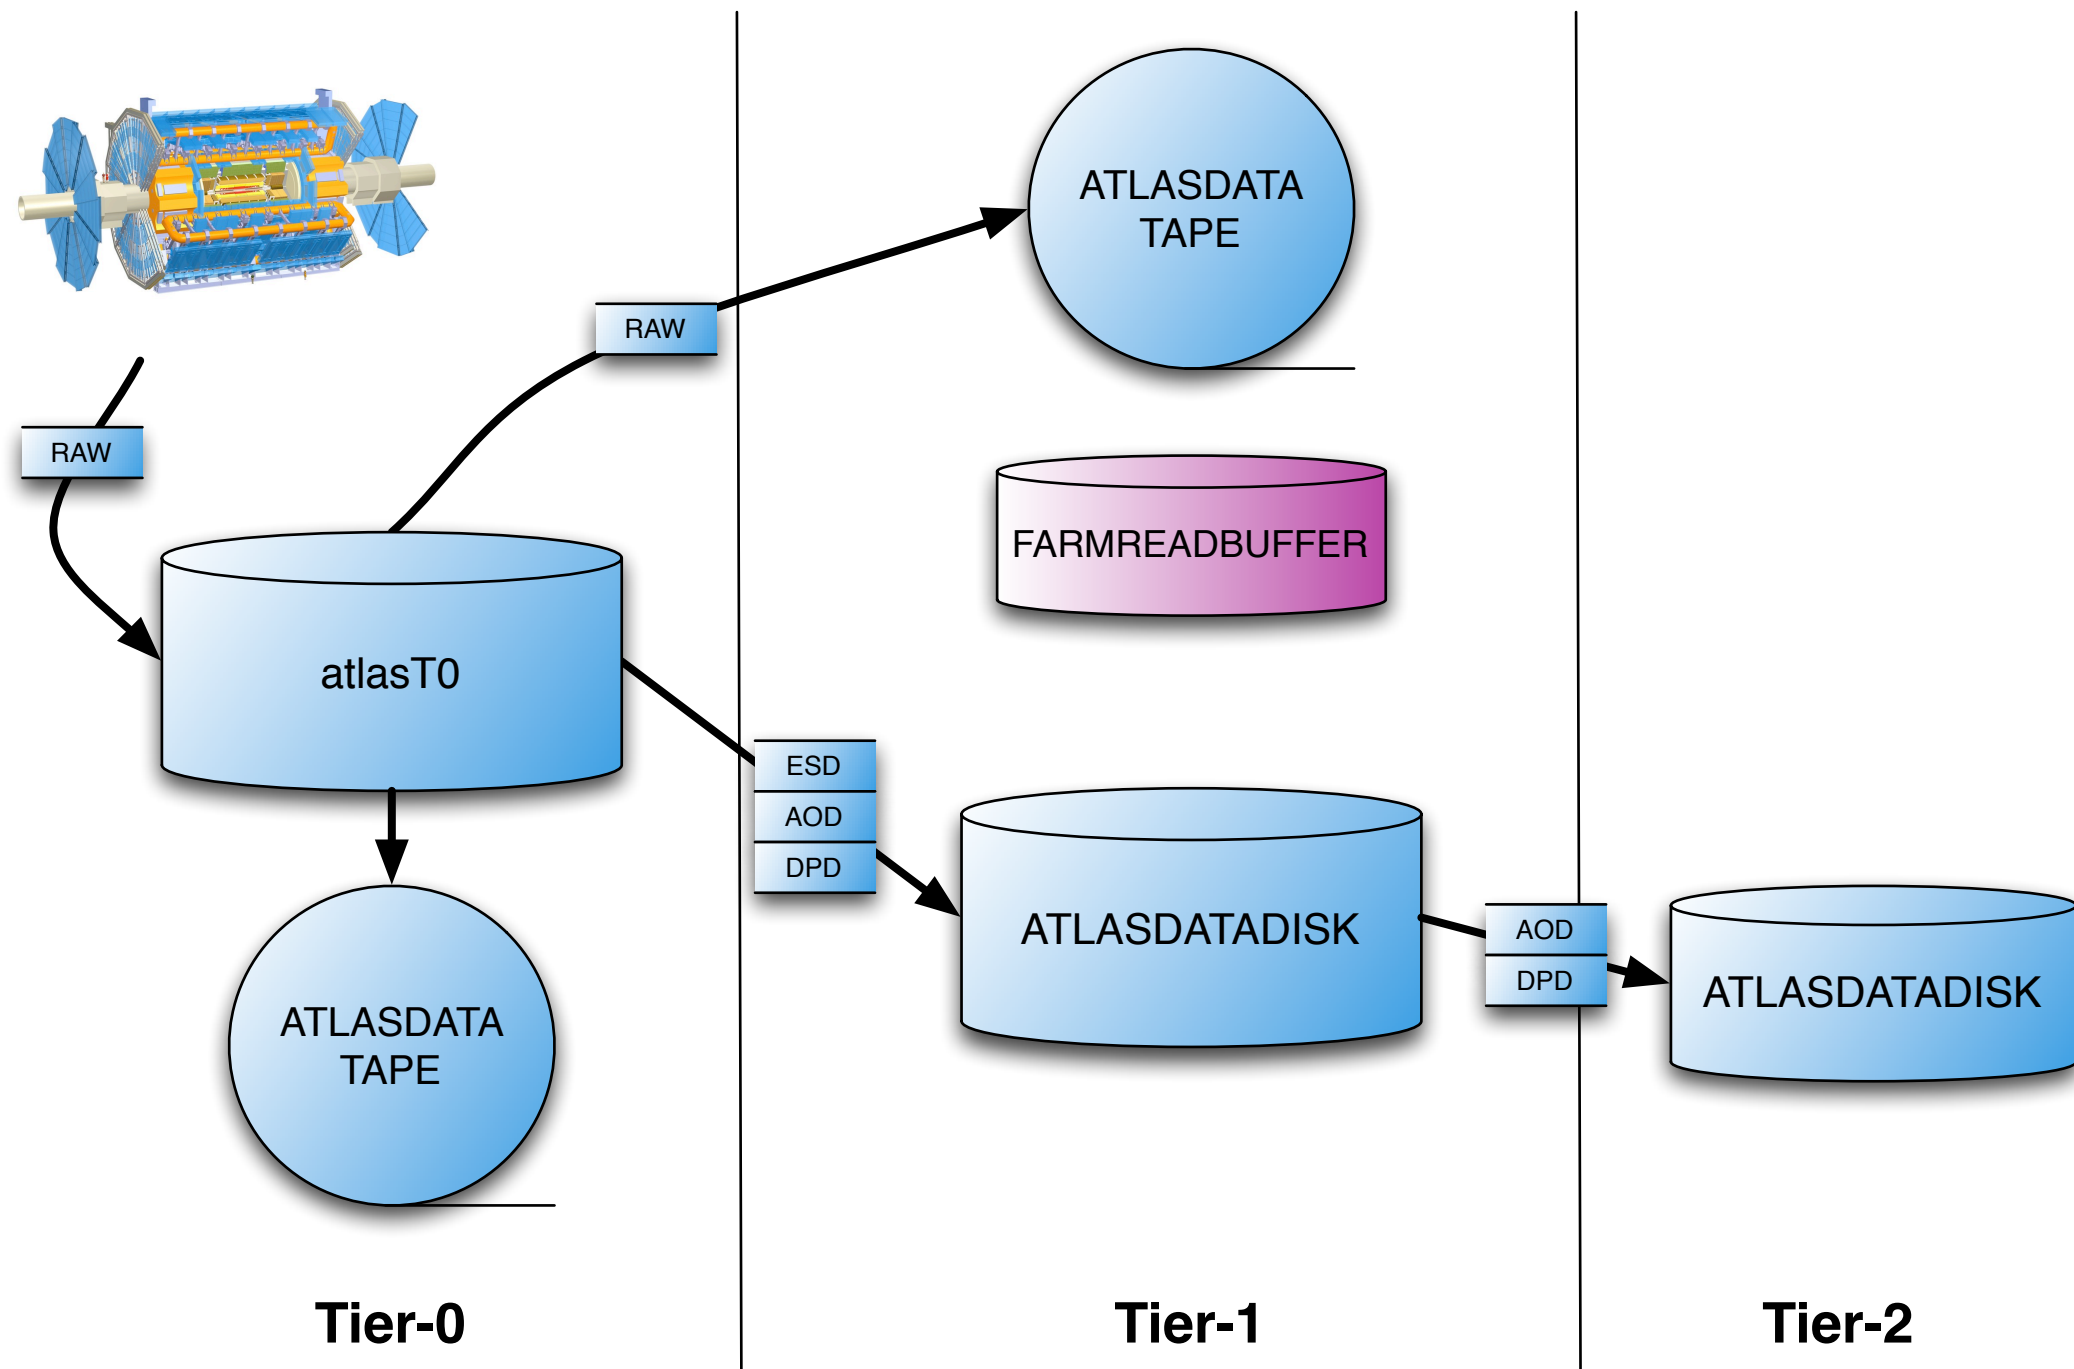 ATLASDATA
TAPE
RAW
RAW
FARMREADBUFFER
atlasT0
ESD
AOD
DPD
ATLASDATADISK
AOD
DPD
ATLASDATADISK
ATLASDATA
TAPE
Tier-0
Tier-1
Tier-2